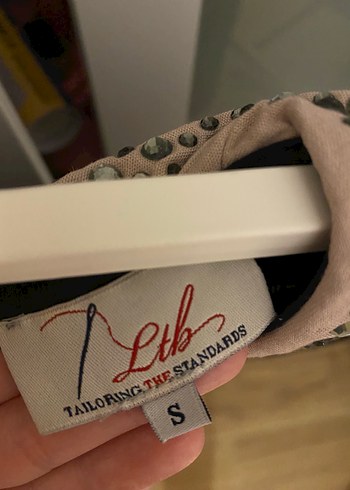 Ltb
TAILORING THE STANDARDS
S